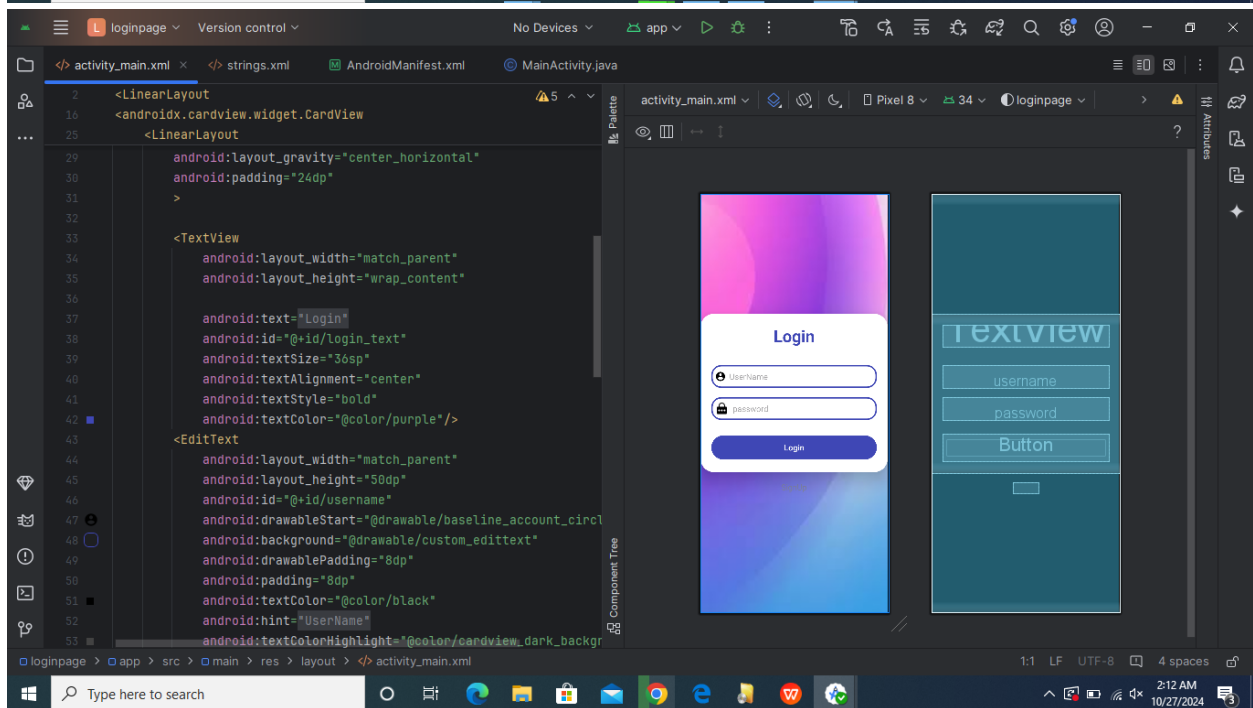 L loginpage Version control No Devices app
activity_main.xml strings.xml MainActivity.java AndroidManifest.xml
2 <LinearLayout 5
16 <androidx.cardview.widget.CardView
25 <LinearLayout
29 android:layout_gravity="center_horizontal"
30 android:padding="24dp"
31 >
32
33 <TextView
34 android:layout_width="match_parent"
35 android:layout_height="wrap_content"
36
37 android:text="Login"
38 android:id="@+id/login_text"
39 android:textSize="36sp"
40 android:textAlignment="center"
41 android:textStyle="bold"
42 android:textColor="@color/purple"/>
43 <EditText
44 android:layout_width="match_parent"
45 android:layout_height="50dp"
46 android:id="@+id/username"
47 android:drawableStart="@drawable/baseline_account_circl
48 android:background="@drawable/custom_edittext"
49 android:drawablePadding="8dp"
50 android:padding="8dp"
51 android:textColor="@color/black"
52 android:hint="UserName"
53 android:textColorHighlight="@color/cardview_dark_backgr
Palette
Component Tree
activity_main.xml Pixel 8 34 loginpage
?
Attributes
Login
UserName
password
Login
TextView
username
password
Button
loginpage > app > src > main > res > layout > activity_main.xml 1:1 LF UTF-8 4 spaces
Type here to search
2:12 AM
10/27/2024
3